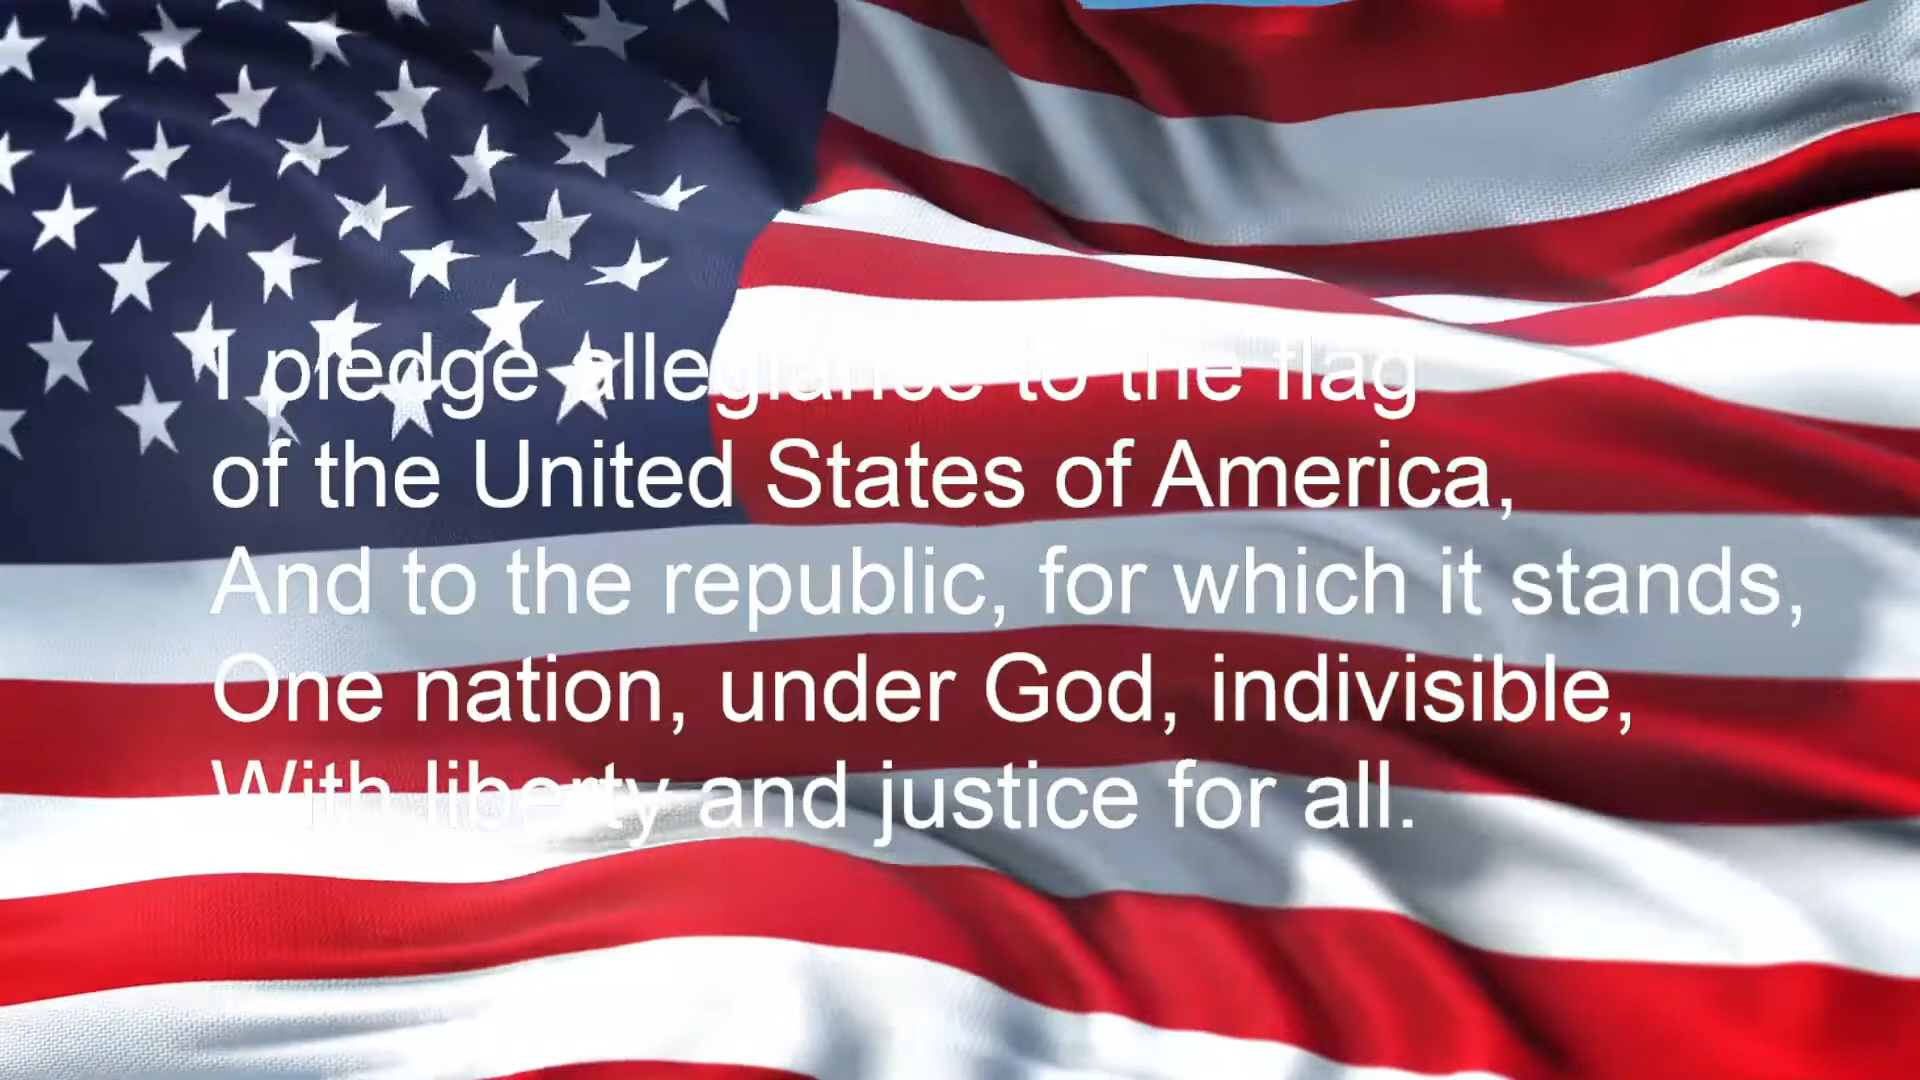 I pledge allegiance to the flag
of the United States of America,
And to the republic, for which it stands,
One nation, under God, indivisible,
With liberty and justice for all.